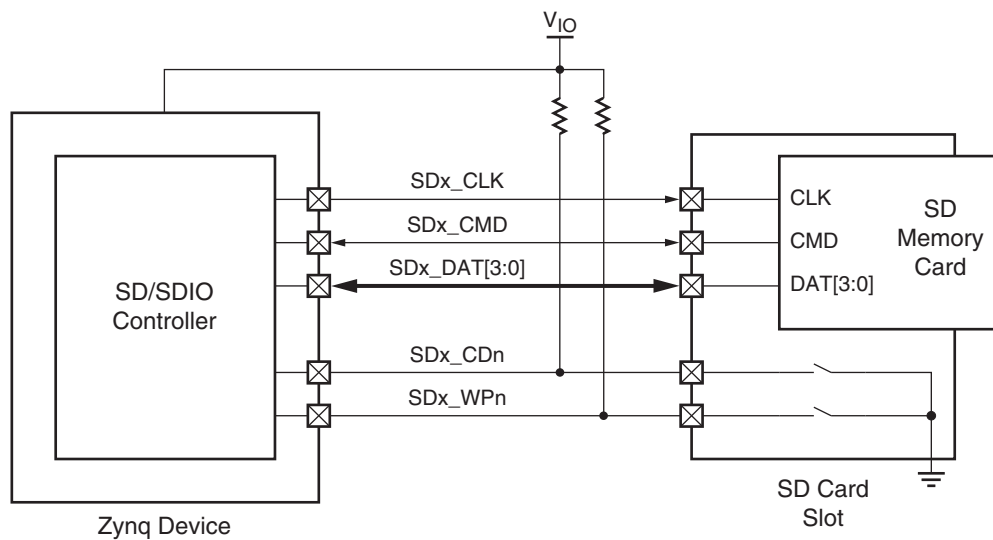 V_IO
SDx_CLK
CLK
SDx_CMD
CMD
SD
Memory
Card
SDx_DAT[3:0]
DAT[3:0]
SD/SDIO
Controller
SDx_CDn
SDx_WPn
SD Card
Slot
Zynq Device